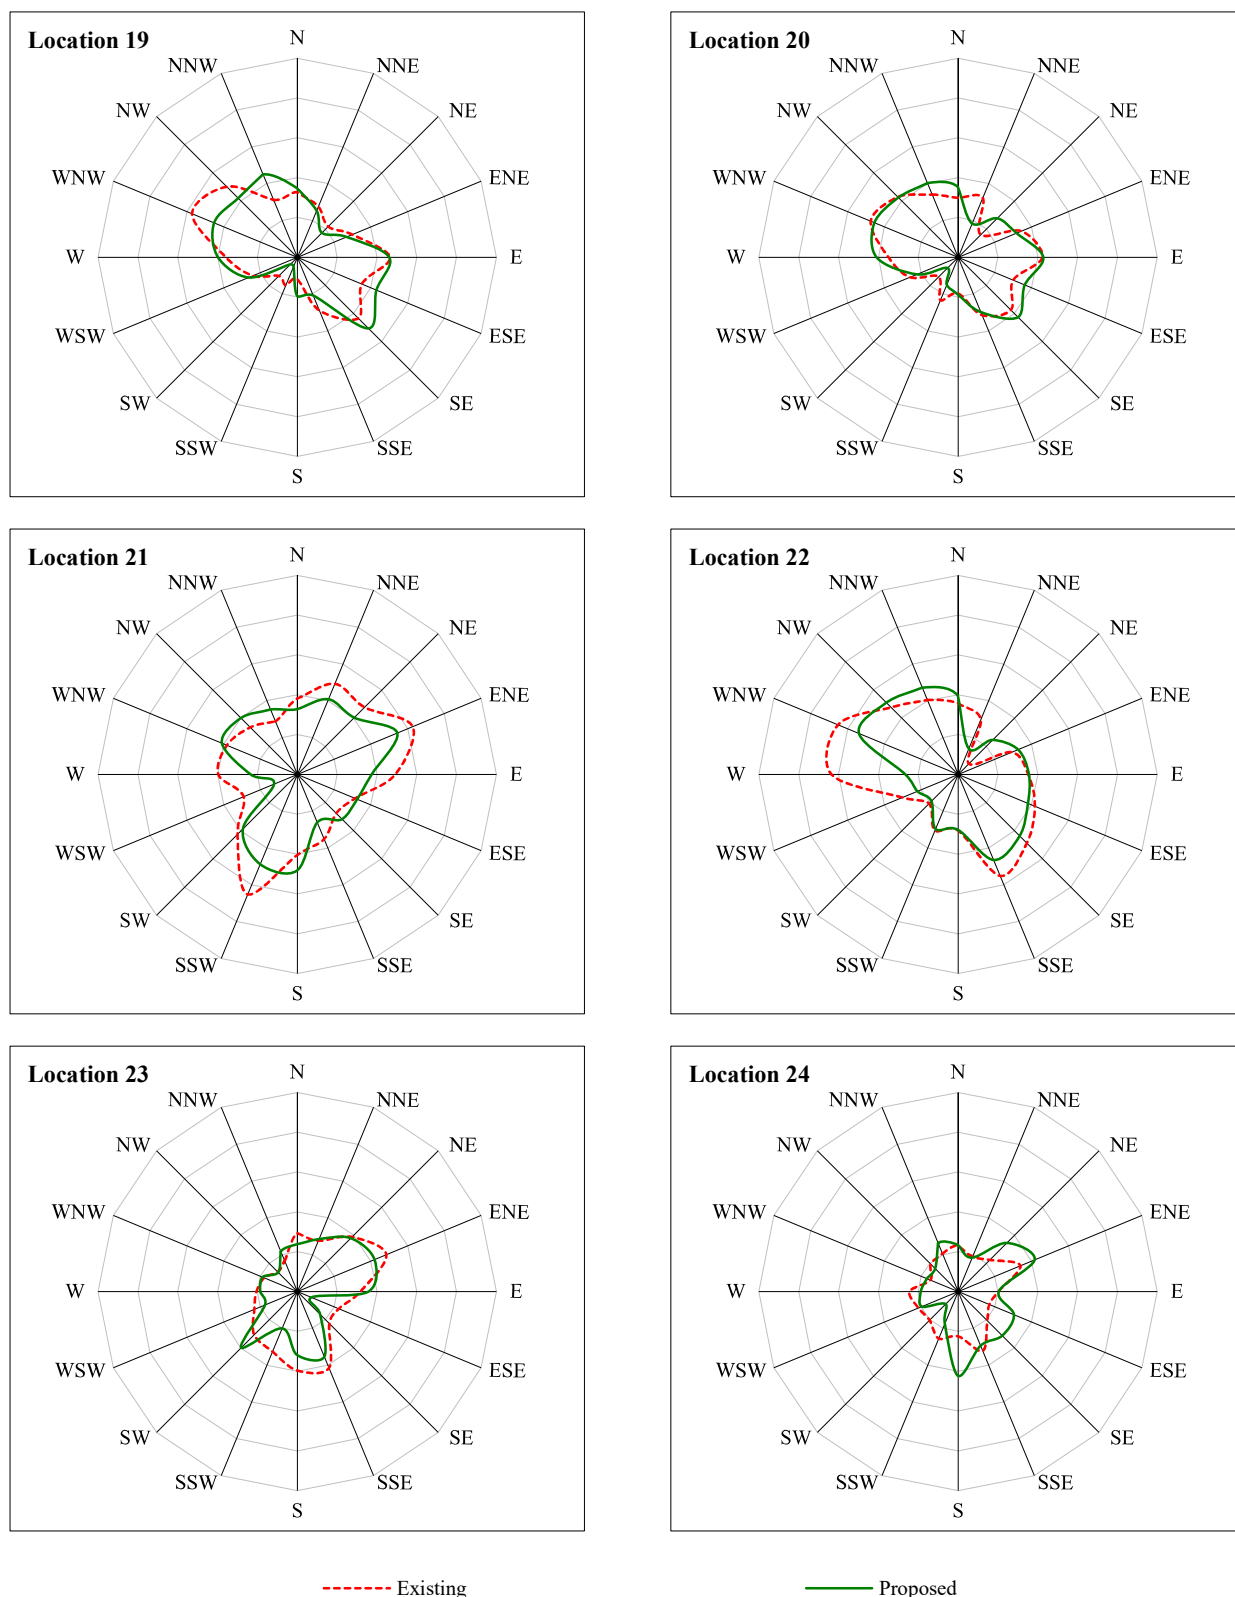 Location 19
N
NNW
NNE
NW
NE
WNW
ENE
W
E
WSW
ESE
SW
SE
SSW
SSE
S
Location 20
N
NNW
NNE
NW
NE
WNW
ENE
W
E
WSW
ESE
SW
SE
SSW
SSE
S
Location 21
N
NNW
NNE
NW
NE
WNW
ENE
W
E
WSW
ESE
SW
SE
SSW
SSE
S
Location 22
N
NNW
NNE
NW
NE
WNW
ENE
W
E
WSW
ESE
SW
SE
SSW
SSE
S
Location 23
N
NNW
NNE
NW
NE
WNW
ENE
W
E
WSW
ESE
SW
SE
SSW
SSE
S
Location 24
N
NNW
NNE
NW
NE
WNW
ENE
W
E
WSW
ESE
SW
SE
SSW
SSE
S
Existing
Proposed